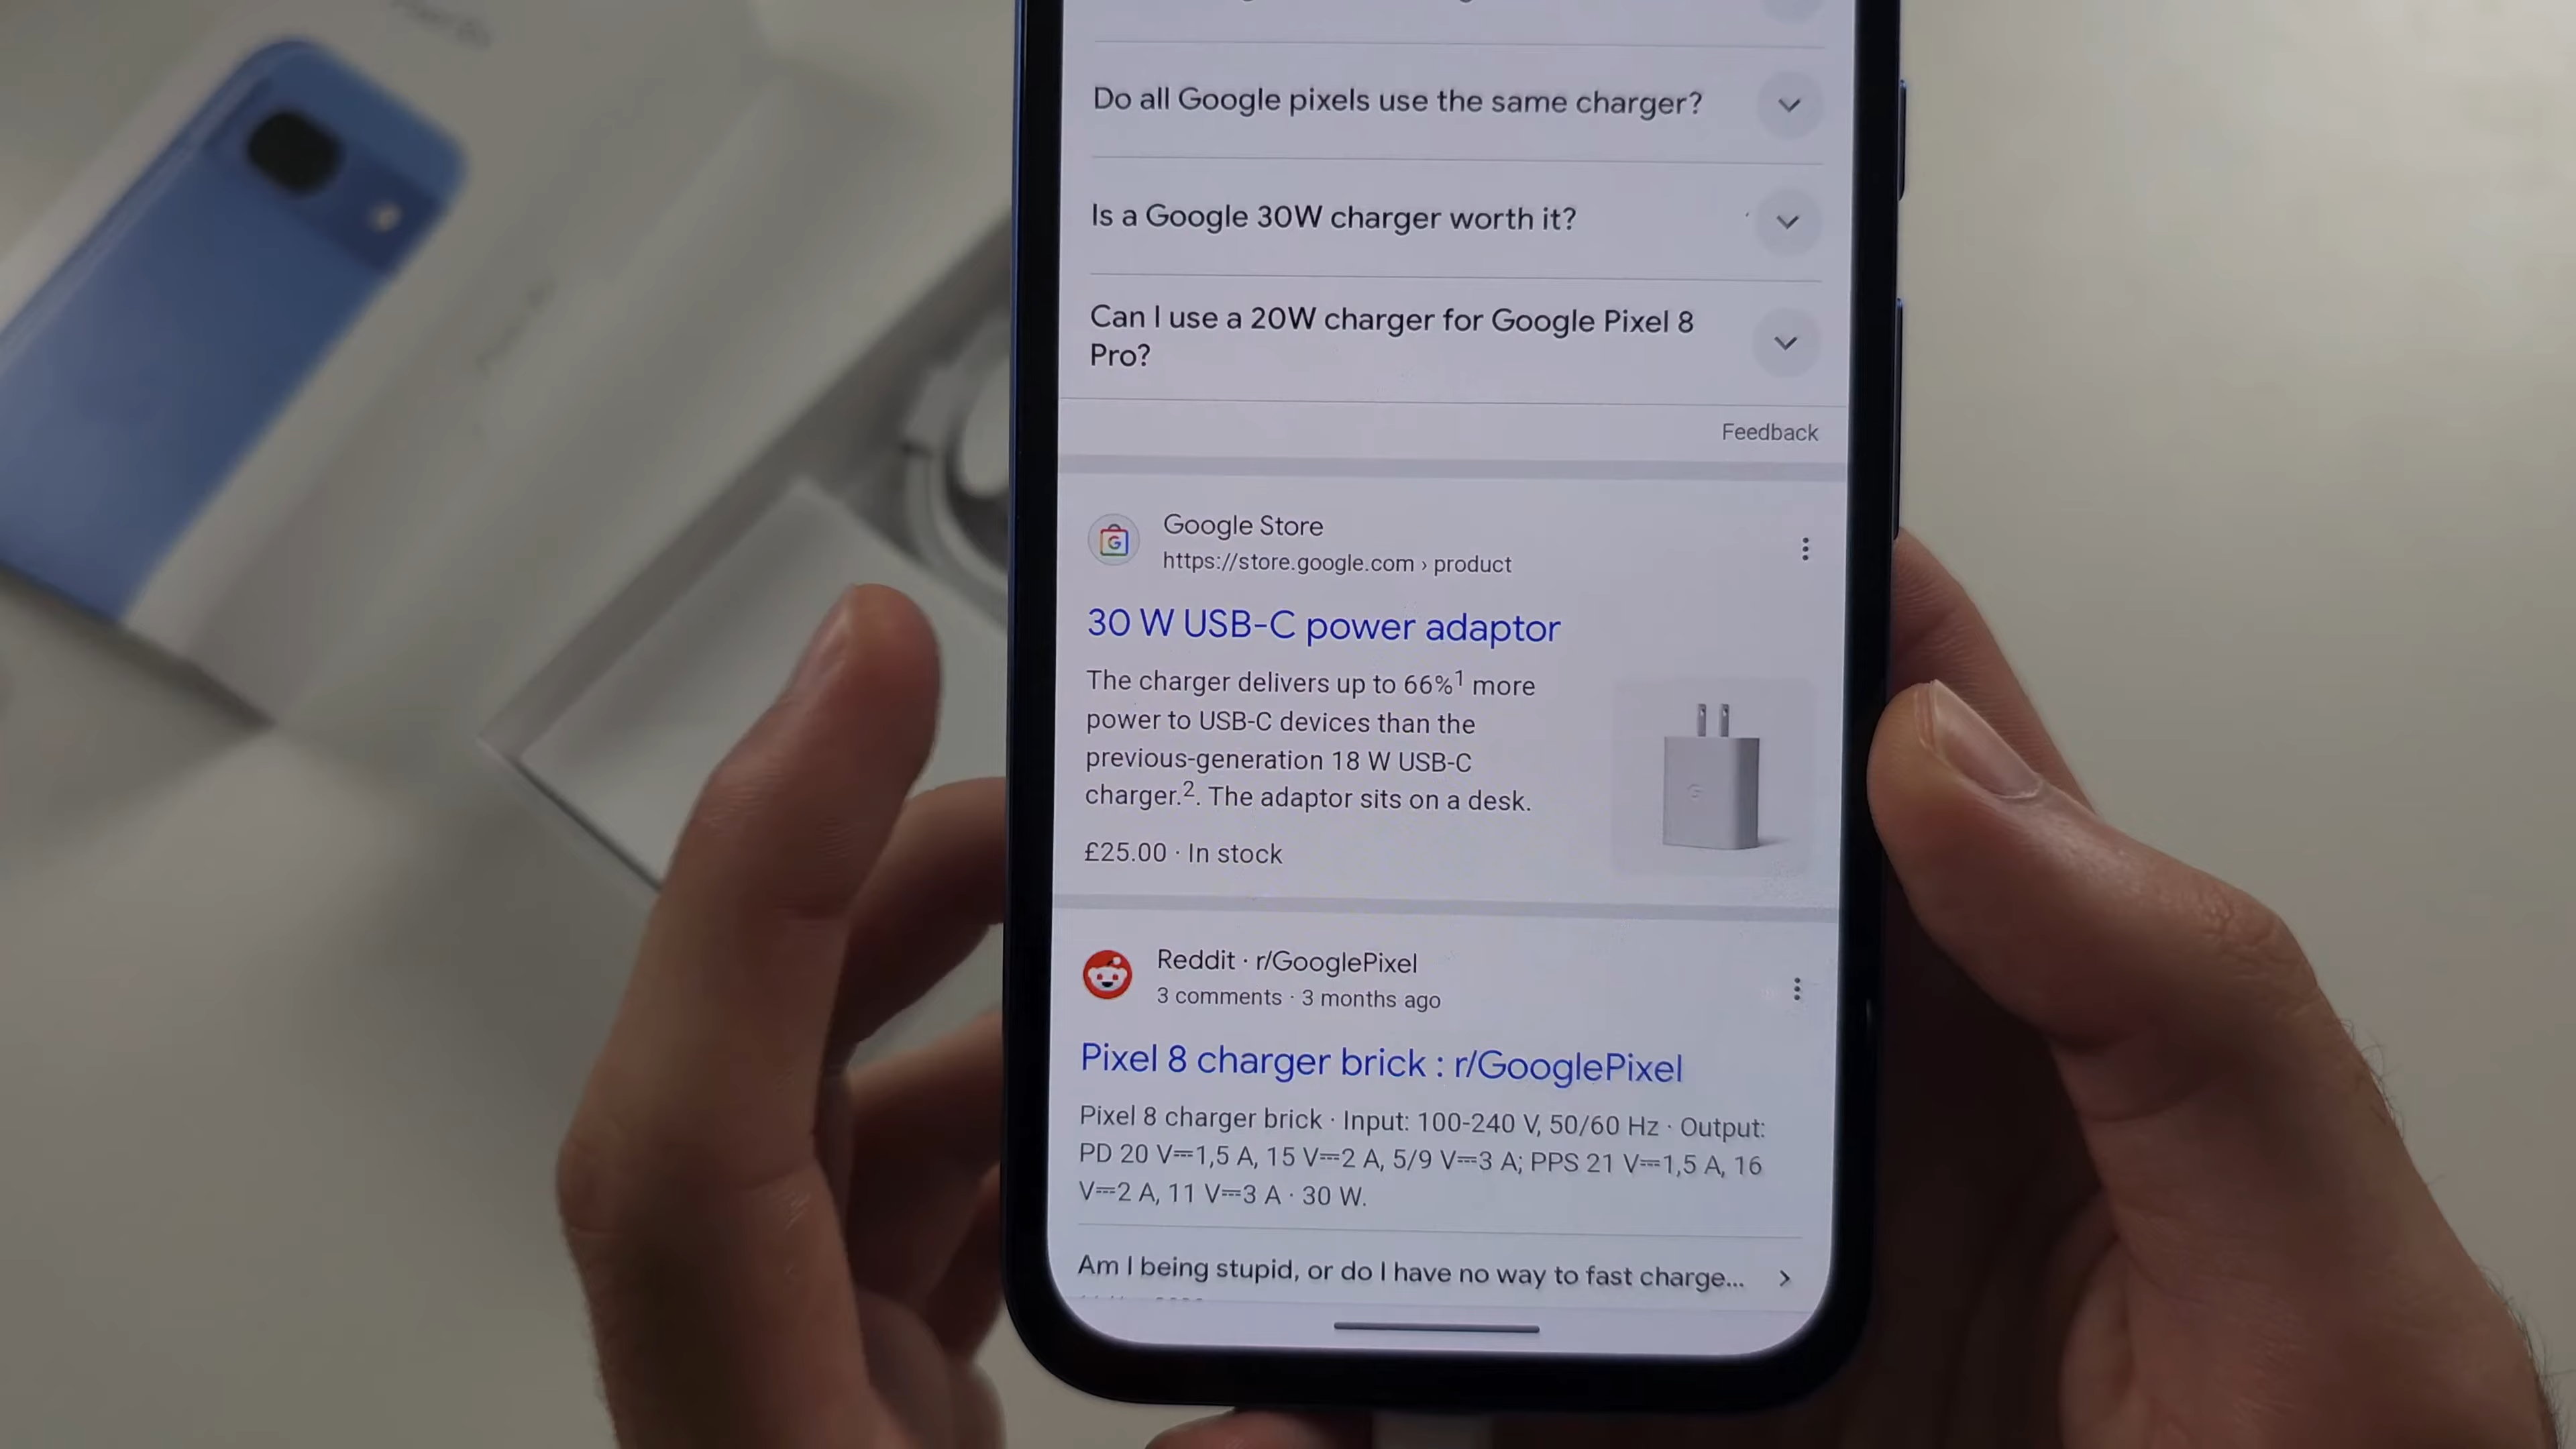 Do all Google pixels use the same charger?
Is a Google 30W charger worth it?
Can I use a 20W charger for Google Pixel 8
Pro?
Feedback
Google Store
https://store.google.com › product
30 W USB-C power adaptor
The charger delivers up to 66%¹ more
power to USB-C devices than the
previous-generation 18 W USB-C
charger.². The adaptor sits on a desk.
£25.00 · In stock
Reddit · r/GooglePixel
3 comments · 3 months ago
Pixel 8 charger brick : r/GooglePixel
Pixel 8 charger brick · Input: 100-240 V, 50/60 Hz · Output:
PD 20 V⎓1,5 A, 15 V⎓2 A, 5/9 V⎓3 A; PPS 21 V⎓1,5 A, 16
V⎓2 A, 11 V⎓3 A · 30 W.
Am I being stupid, or do I have no way to fast charge...